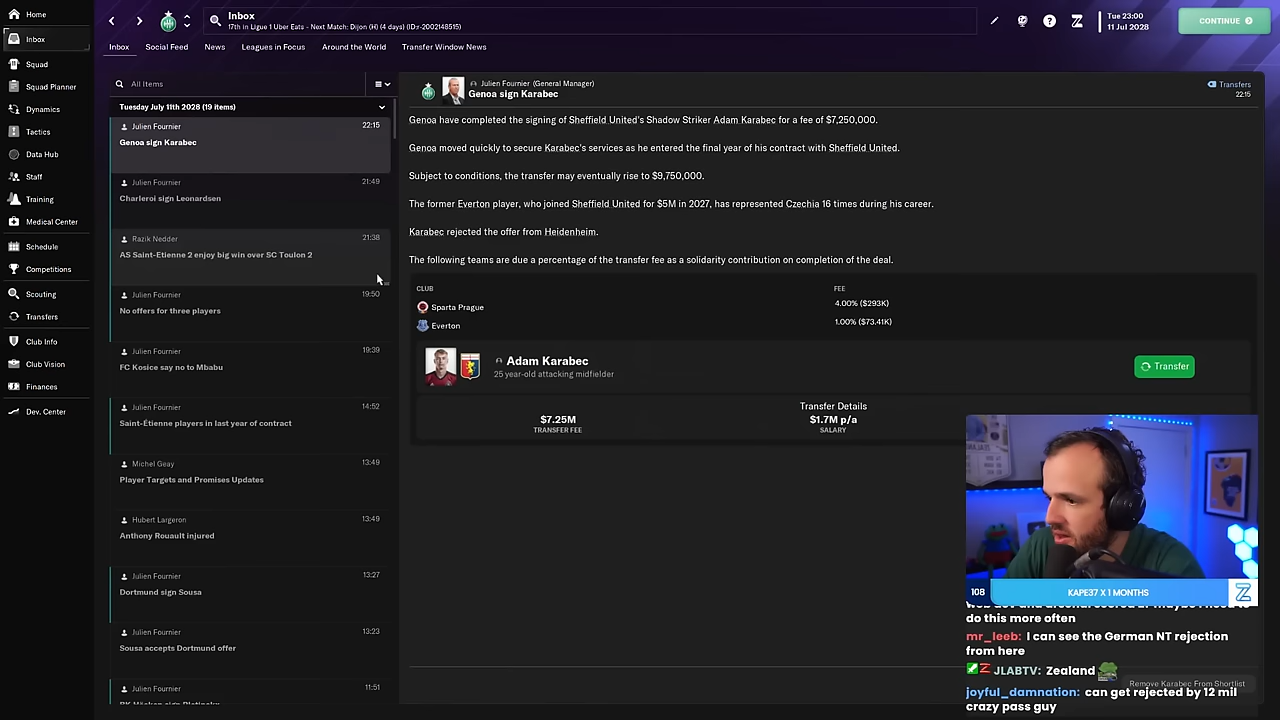 Home
Inbox
17th in Ligue 1 Uber Eats - Next Match: Dijon (H) (4 days) (ID:r-2002148515)
Tue 23:00
11 Jul 2028
CONTINUE
Inbox
Squad
Squad Planner
Dynamics
Tactics
Data Hub
Staff
Training
Medical Center
Schedule
Competitions
Scouting
Transfers
Club Info
Club Vision
Finances
Dev. Center
Inbox
Social Feed
News
Leagues in Focus
Around the World
Transfer Window News
All Items
Tuesday July 11th 2028 (19 items)
Julien Fournier 22:15
Genoa sign Karabec
Julien Fournier 21:49
Charleroi sign Leonardsen
Razik Nedder 21:38
AS Saint-Etienne 2 enjoy big win over SC Toulon 2
Julien Fournier 19:50
No offers for three players
Julien Fournier 19:39
FC Kosice say no to Mbabu
Julien Fournier 14:52
Saint-Étienne players in last year of contract
Michel Geay 13:49
Player Targets and Promises Updates
Hubert Largeron 13:49
Anthony Rouault injured
Julien Fournier 13:27
Dortmund sign Sousa
Julien Fournier 13:23
Sousa accepts Dortmund offer
Julien Fournier 11:51
Julien Fournier (General Manager)
Genoa sign Karabec
Transfers
22:15
Genoa have completed the signing of Sheffield United's Shadow Striker Adam Karabec for a fee of $7,250,000.
Genoa moved quickly to secure Karabec's services as he entered the final year of his contract with Sheffield United.
Subject to conditions, the transfer may eventually rise to $9,750,000.
The former Everton player, who joined Sheffield United for $5M in 2027, has represented Czechia 16 times during his career.
Karabec rejected the offer from Heidenheim.
The following teams are due a percentage of the transfer fee as a solidarity contribution on completion of the deal.
CLUB FEE
Sparta Prague 4.00% ($293K)
Everton 1.00% ($73.41K)
Adam Karabec
25 year-old attacking midfielder
Transfer
Transfer Details
$7.25M
TRANSFER FEE
$1.7M p/a
SALARY
108 KAPE37 X 1 MONTHS
do this more often
mr_leeb: I can see the German NT rejection
from here
JLABTV: Zealand
Remove Karabec From Shortlist
joyful_damnation: can get rejected by 12 mil
crazy pass guy